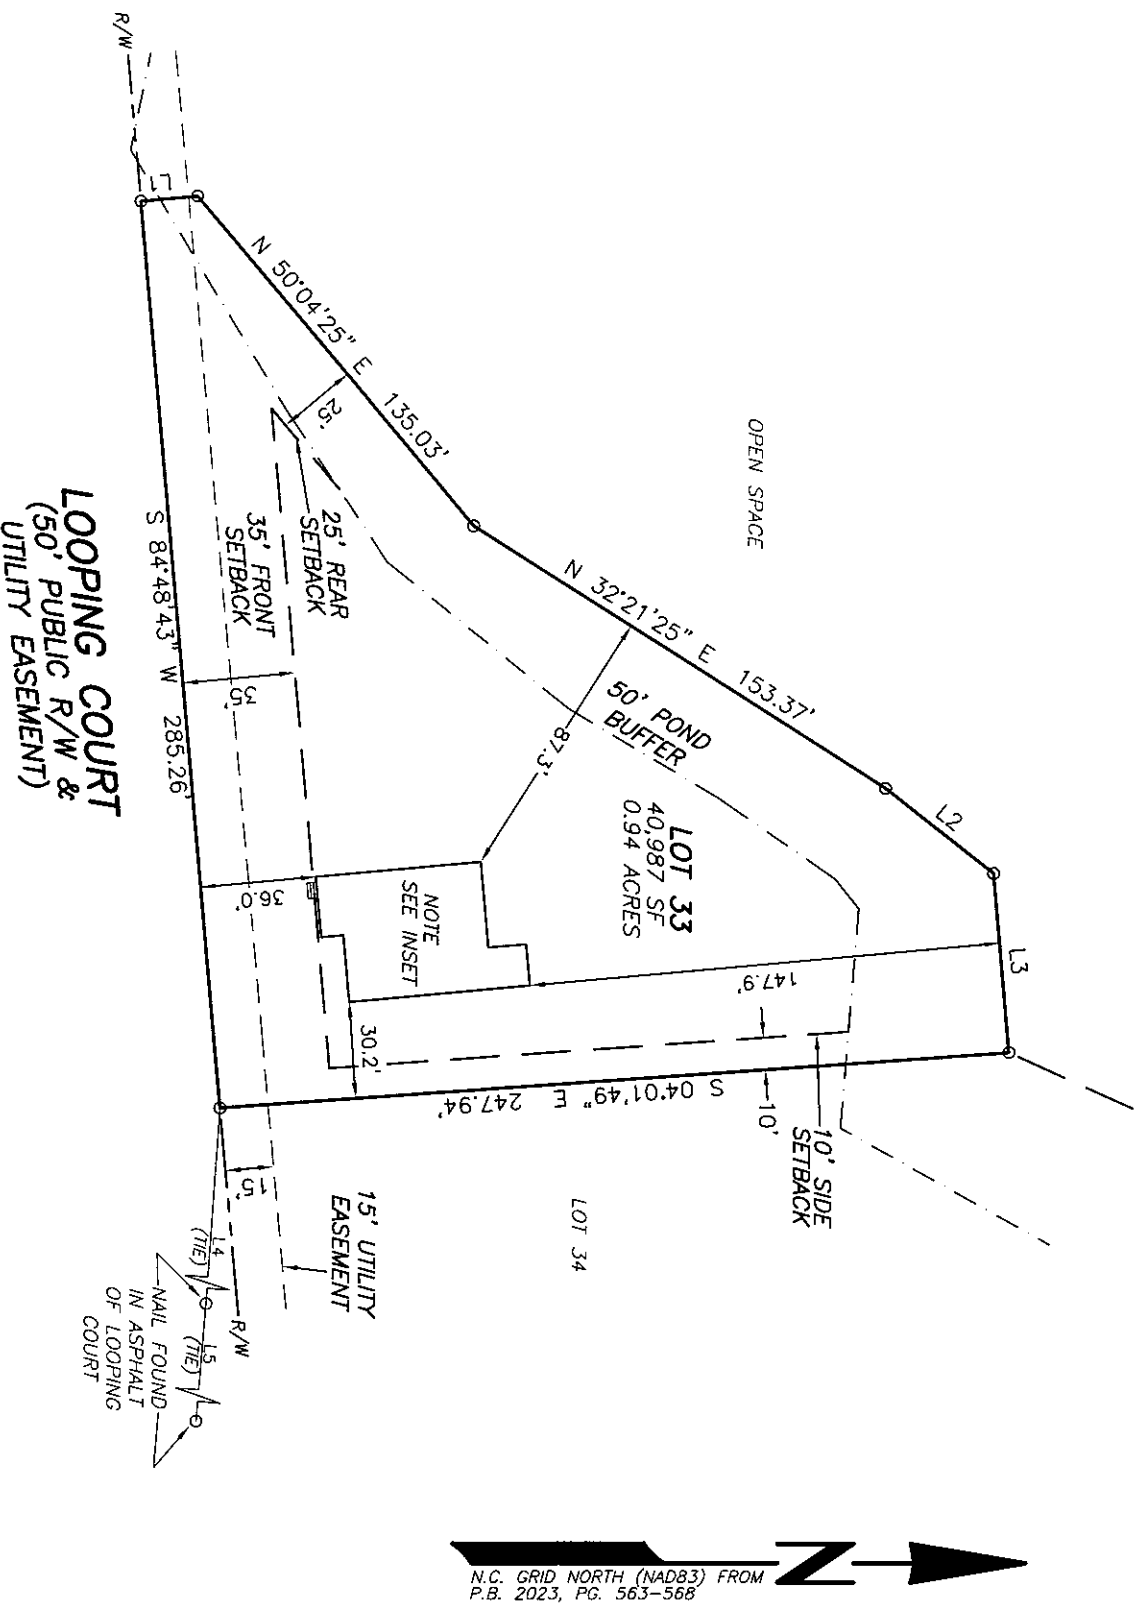 R/W
L1
N 50°04'25" E 135.03'
25'
OPEN SPACE
25' REAR
SETBACK
35' FRONT
SETBACK
LOOPING COURT
(50' PUBLIC R/W &
UTILITY EASEMENT)
S 84°48'43" W 285.26'
35'
N 32°21'25" E 153.37'
50' POND
BUFFER
87.3'
L2
LOT 33
40,987 SF
0.94 ACRES
NOTE
SEE INSET
36.0'
L3
147.9'
30.2'
S 04°01'49" E 247.94'
10'
10' SIDE
SETBACK
15'
15' UTILITY
EASEMENT
LOT 34
L4
(TIE)
R/W
L5
(TIE)
NAIL FOUND
IN ASPHALT
OF LOOPING
COURT
N
N.C. GRID NORTH (NAD83) FROM
P.B. 2023, PG. 563-568